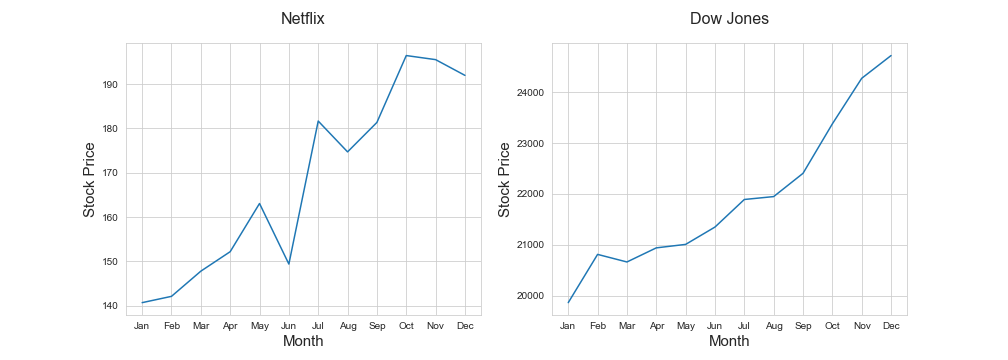 Netflix
Stock Price
190
180
170
160
150
140
Jan Feb Mar Apr May Jun Jul Aug Sep Oct Nov Dec
Month
Dow Jones
Stock Price
24000
23000
22000
21000
20000
Jan Feb Mar Apr May Jun Jul Aug Sep Oct Nov Dec
Month